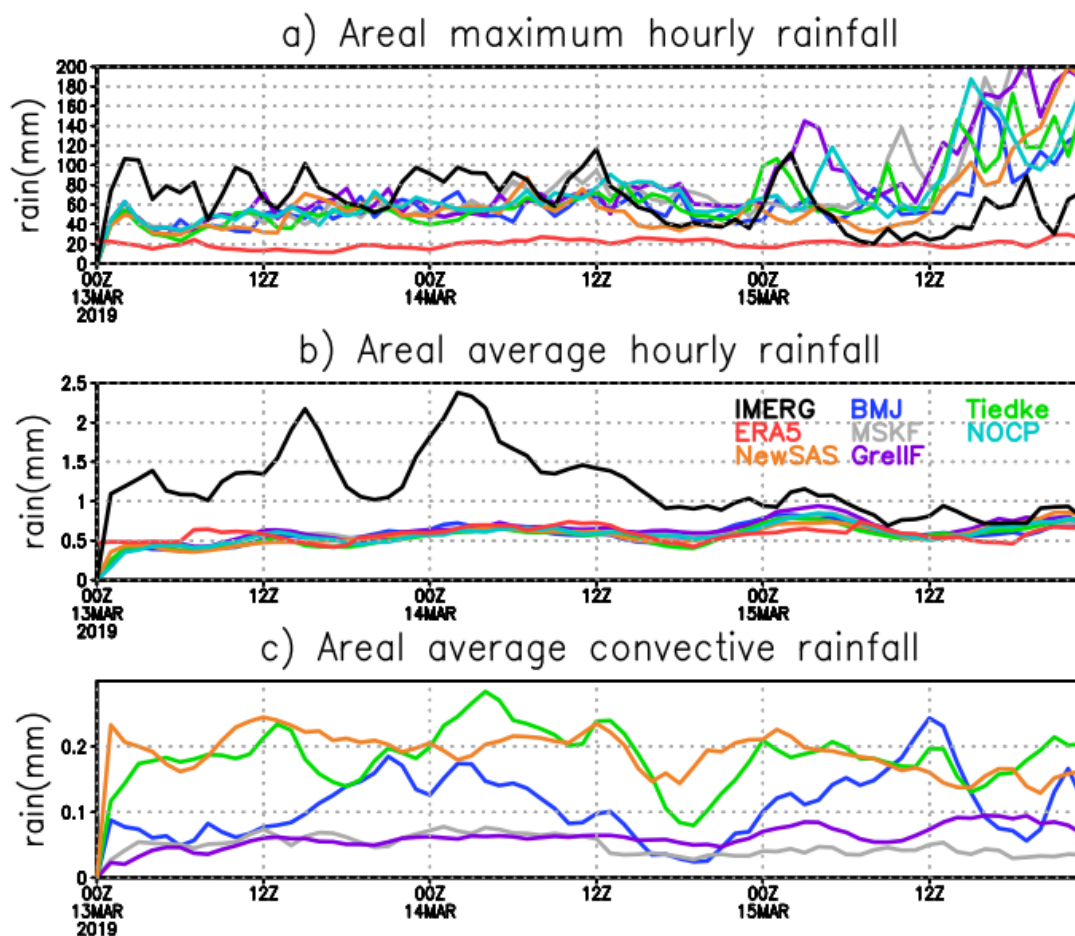 a) Areal maximum hourly rainfall
rain(mm)
200
180
160
140
120
100
80
60
40
20
0
00Z 12Z 00Z 12Z 00Z 12Z
13MAR 14MAR 15MAR
2019
b) Areal average hourly rainfall
rain(mm)
2.5
2
1.5
1
0.5
0
IMERG BMJ Tiedke
ERA5 MSKF NOCP
NewSAS GrellF
00Z 12Z 00Z 12Z 00Z 12Z
13MAR 14MAR 15MAR
2019
c) Areal average convective rainfall
rain(mm)
0.2
0.1
0
00Z 12Z 00Z 12Z 00Z 12Z
13MAR 14MAR 15MAR
2019